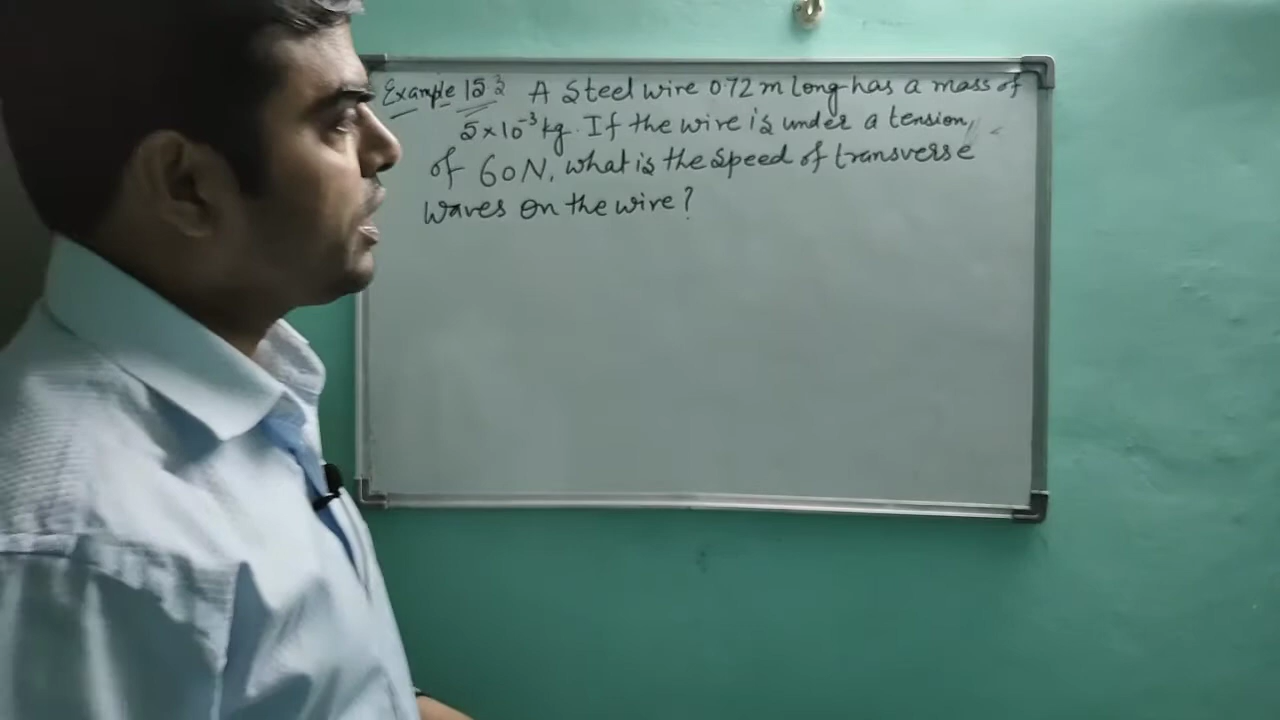 Example 15.3 A Steel wire 0.72 m long has a mass of
5×10⁻³ kg. If the wire is under a tension
of 60N, what is the speed of transverse
waves on the wire?